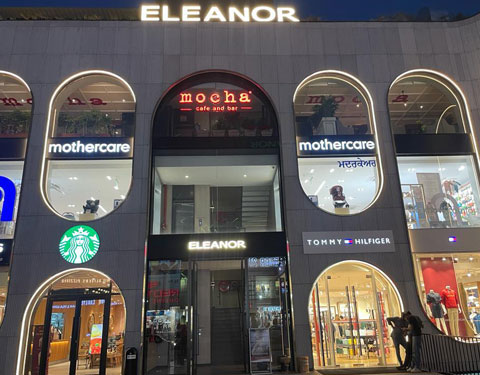 ELEANOR
mocha
cafe and bar
mothercare
mothercare
ਮਦਰਕੇਅਰ
ELEANOR
TOMMY HILFIGER